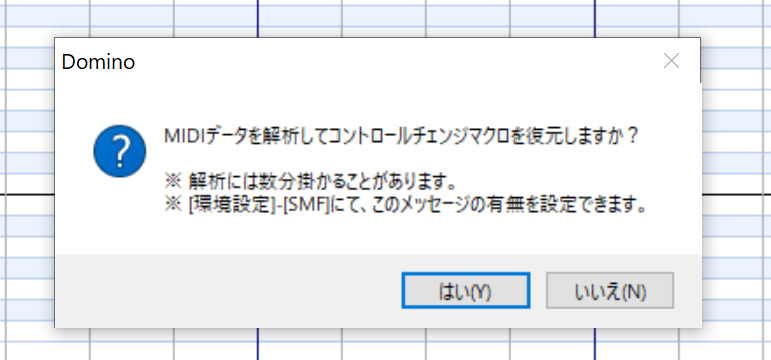 Domino
MIDIデータを解析してコントロールチェンジマクロを復元しますか？
※ 解析には数分掛かることがあります。
※ [環境設定]-[SMF]にて、このメッセージの有無を設定できます。
はい(Y)
いいえ(N)